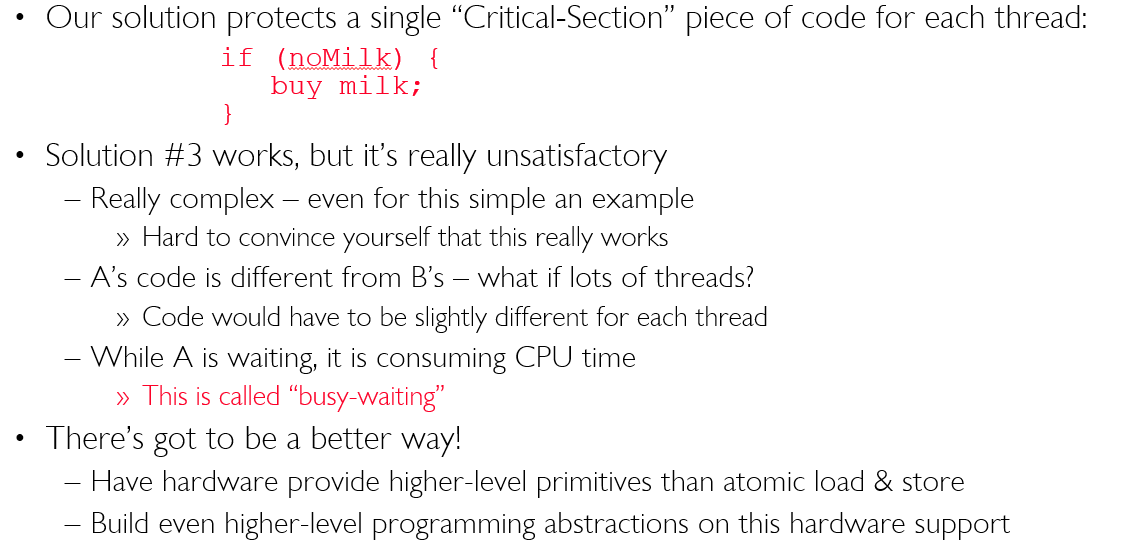 • Our solution protects a single “Critical-Section” piece of code for each thread:
if (noMilk) {
buy milk;
}
• Solution #3 works, but it’s really unsatisfactory
– Really complex – even for this simple an example
» Hard to convince yourself that this really works
– A’s code is different from B’s – what if lots of threads?
» Code would have to be slightly different for each thread
– While A is waiting, it is consuming CPU time
» This is called “busy-waiting”
• There’s got to be a better way!
– Have hardware provide higher-level primitives than atomic load & store
– Build even higher-level programming abstractions on this hardware support